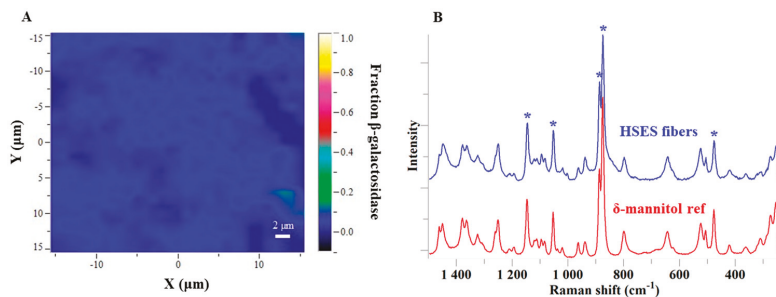 A
-15
-10
-5
0
5
10
15
Y (µm)
-10
0
10
X (µm)
2 µm
1.0
0.8
0.6
0.5
0.4
0.2
0.1
0.0
Fraction β-galactosidase
B
*
*
*
*
*
HSES fibers
δ-mannitol ref
Intensity
1 400
1 200
1 000
800
600
400
Raman shift (cm-1)